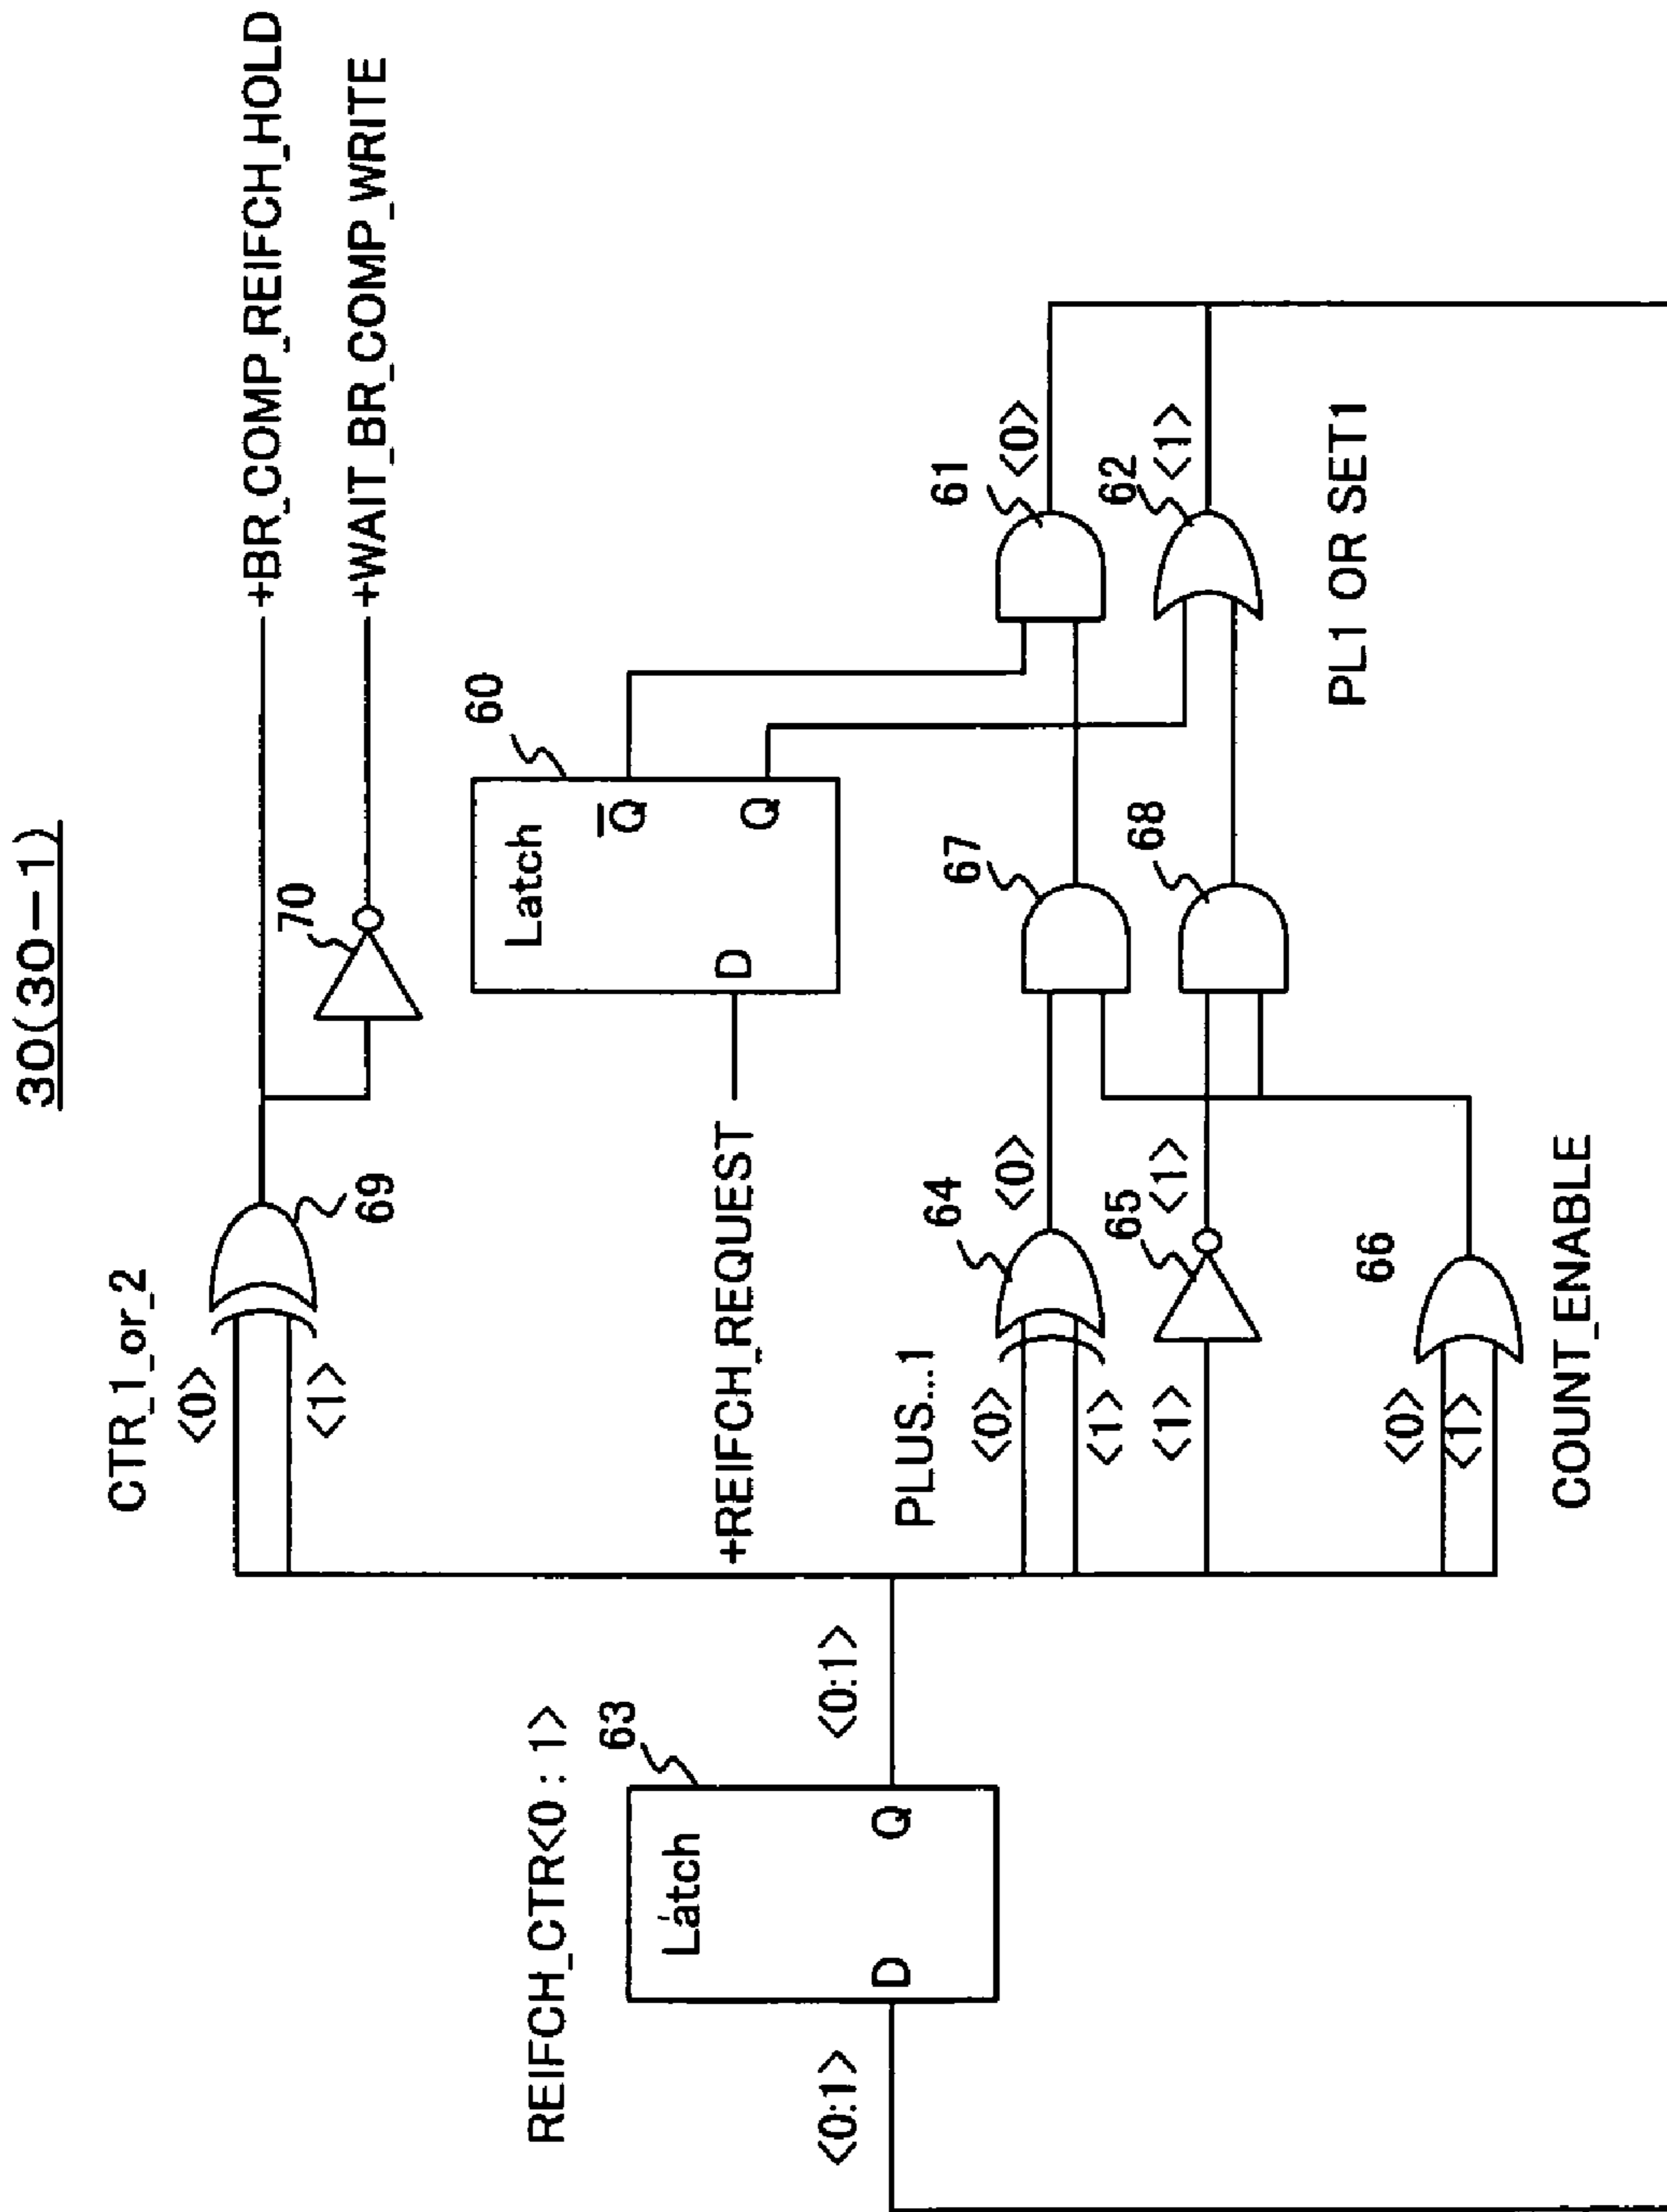 30(30-1)
CTR_1_or_2
<0>
<1>
69
70
+BR_COMP_REIFCH_HOLD
+WAIT_BR_COMP_WRITE
REIFCH_CTR<0:1>
63
Latch
D
Q
<0:1>
<0:1>
+REIFCH_REQUEST
60
Latch
D
Q
Q
PLUS...1
<0>
<1>
64
<0>
<1>
65
<1>
<0>
<1>
66
COUNT_ENABLE
67
68
61
<0>
62
<1>
PL1 OR SET1